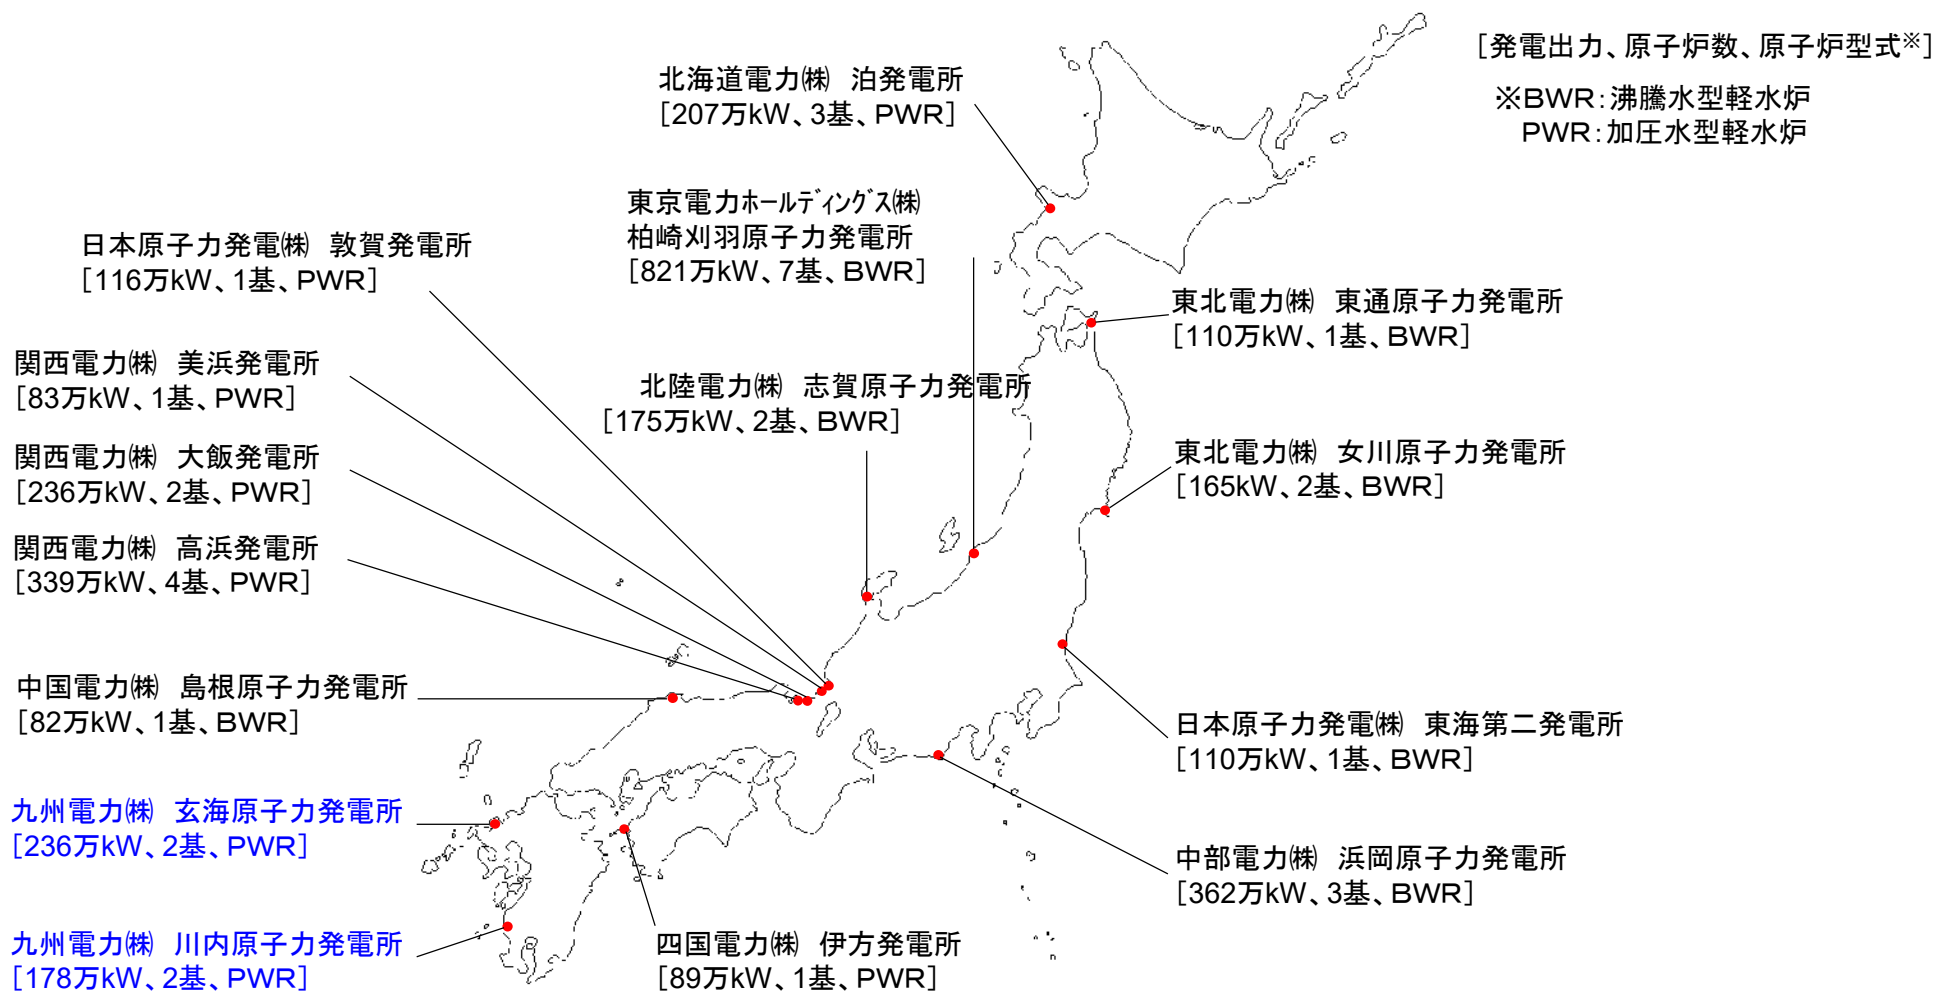 [発電出力、原子炉数、原子炉型式※]
※BWR:沸騰水型軽水炉
PWR:加圧水型軽水炉
北海道電力㈱ 泊発電所
[207万kW、3基、PWR]
東京電力ホールディングス㈱
柏崎刈羽原子力発電所
[821万kW、7基、BWR]
日本原子力発電㈱ 敦賀発電所
[116万kW、1基、PWR]
東北電力㈱ 東通原子力発電所
[110万kW、1基、BWR]
関西電力㈱ 美浜発電所
[83万kW、1基、PWR]
北陸電力㈱ 志賀原子力発電所
[175万kW、2基、BWR]
関西電力㈱ 大飯発電所
[236万kW、2基、PWR]
東北電力㈱ 女川原子力発電所
[165kW、2基、BWR]
関西電力㈱ 高浜発電所
[339万kW、4基、PWR]
中国電力㈱ 島根原子力発電所
[82万kW、1基、BWR]
日本原子力発電㈱ 東海第二発電所
[110万kW、1基、BWR]
九州電力㈱ 玄海原子力発電所
[236万kW、2基、PWR]
中部電力㈱ 浜岡原子力発電所
[362万kW、3基、BWR]
九州電力㈱ 川内原子力発電所
[178万kW、2基、PWR]
四国電力㈱ 伊方発電所
[89万kW、1基、PWR]